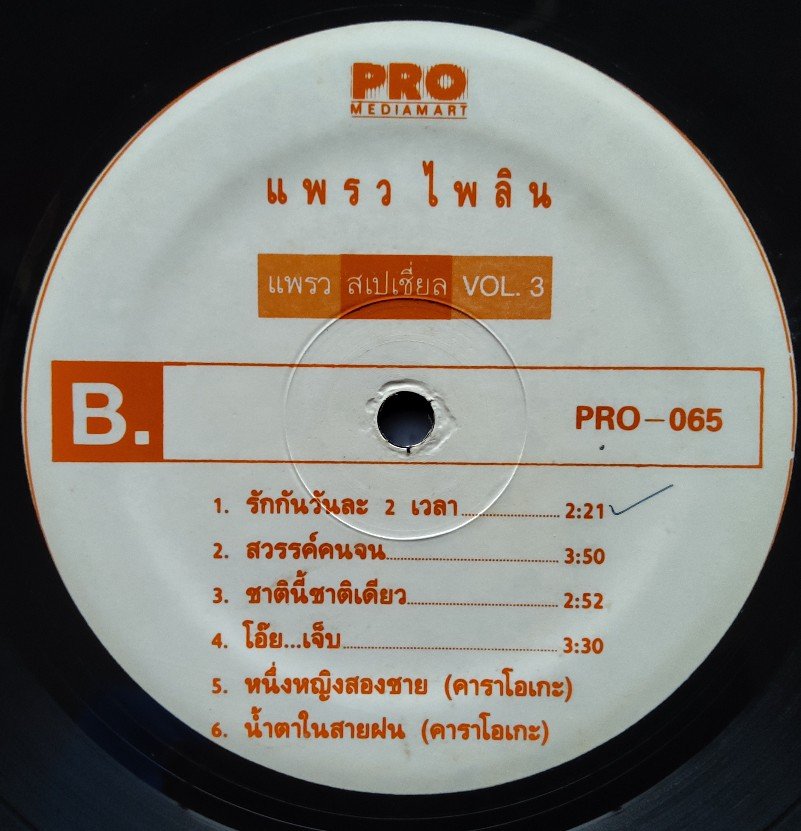 PRO
MEDIAMART
แพรว ไพลิน
แพรว สเปเชี่ยล VOL. 3
B.
PRO-065
1. รักกันวันละ 2 เวลา 2:21
2. สวรรค์คนจน 3:50
3. ชาตินี้ชาติเดียว 2:52
4. โอ๊ย...เจ็บ 3:30
5. หนึ่งหญิงสองชาย (คาราโอเกะ)
6. น้ำตาในสายฝน (คาราโอเกะ)